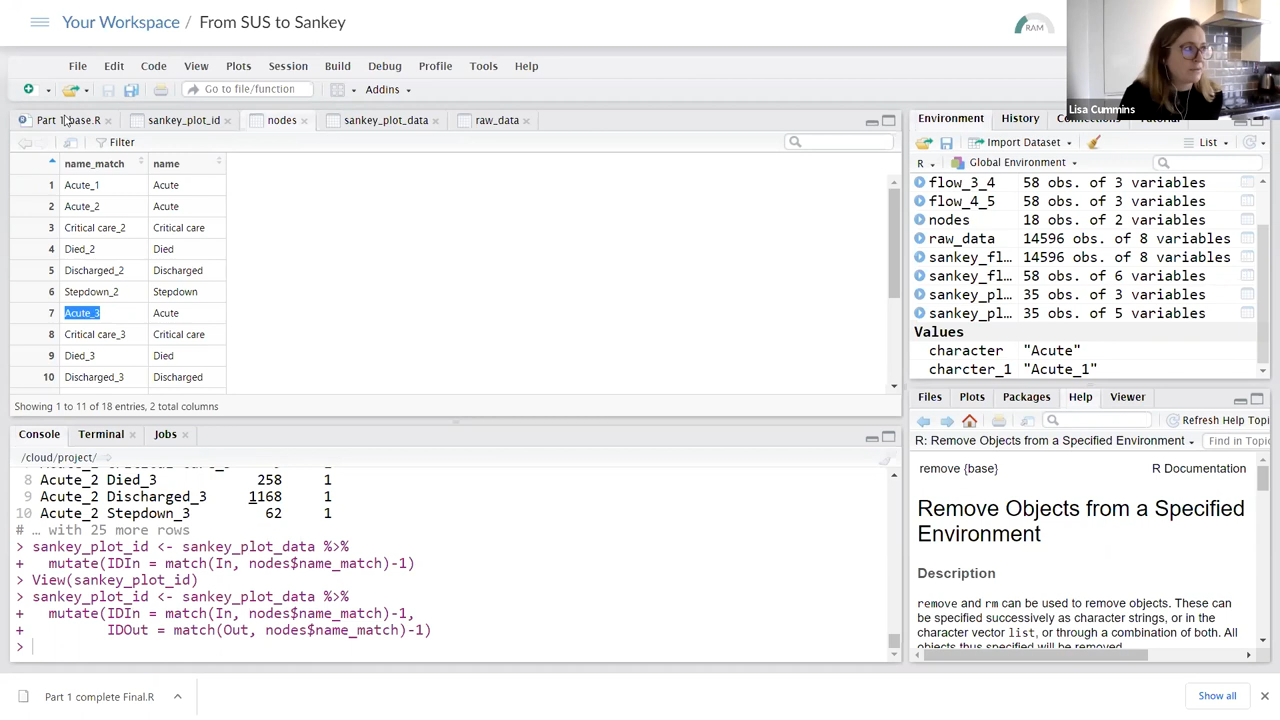 Your Workspace / From SUS to Sankey
RAM
Lisa Cummins
File Edit Code View Plots Session Build Debug Profile Tools Help
Go to file/function
Addins
Part 1 base.R
sankey_plot_id
nodes
sankey_plot_data
raw_data
Filter
name_match name
1 Acute_1 Acute
2 Acute_2 Acute
3 Critical care_2 Critical care
4 Died_2 Died
5 Discharged_2 Discharged
6 Stepdown_2 Stepdown
7 Acute_3 Acute
8 Critical care_3 Critical care
9 Died_3 Died
10 Discharged_3 Discharged
Showing 1 to 11 of 18 entries, 2 total columns
Console Terminal Jobs
/cloud/project/
8 Acute_2 Died_3 258 1
9 Acute_2 Discharged_3 1168 1
10 Acute_2 Stepdown_3 62 1
# … with 25 more rows
> sankey_plot_id <- sankey_plot_data %>%
+ mutate(IDIn = match(In, nodes$name_match)-1)
> View(sankey_plot_id)
> sankey_plot_id <- sankey_plot_data %>%
+ mutate(IDIn = match(In, nodes$name_match)-1,
+ IDOut = match(Out, nodes$name_match)-1)
>
Environment History
Import Dataset
List
R
Global Environment
flow_3_4 58 obs. of 3 variables
flow_4_5 58 obs. of 3 variables
nodes 18 obs. of 2 variables
raw_data 14596 obs. of 8 variables
sankey_fl… 14596 obs. of 8 variables
sankey_fl… 58 obs. of 6 variables
sankey_pl… 35 obs. of 3 variables
sankey_pl… 35 obs. of 5 variables
Values
character "Acute"
charcter_1 "Acute_1"
Files Plots Packages Help Viewer
Refresh Help Topi
R: Remove Objects from a Specified Environment
Find in Topic
remove {base} R Documentation
Remove Objects from a Specified
Environment
Description
remove and rm can be used to remove objects. These can
be specified successively as character strings, or in
the character vector list, or through a combination of both. All
objects thus specified will be removed.
Part 1 complete Final.R
Show all